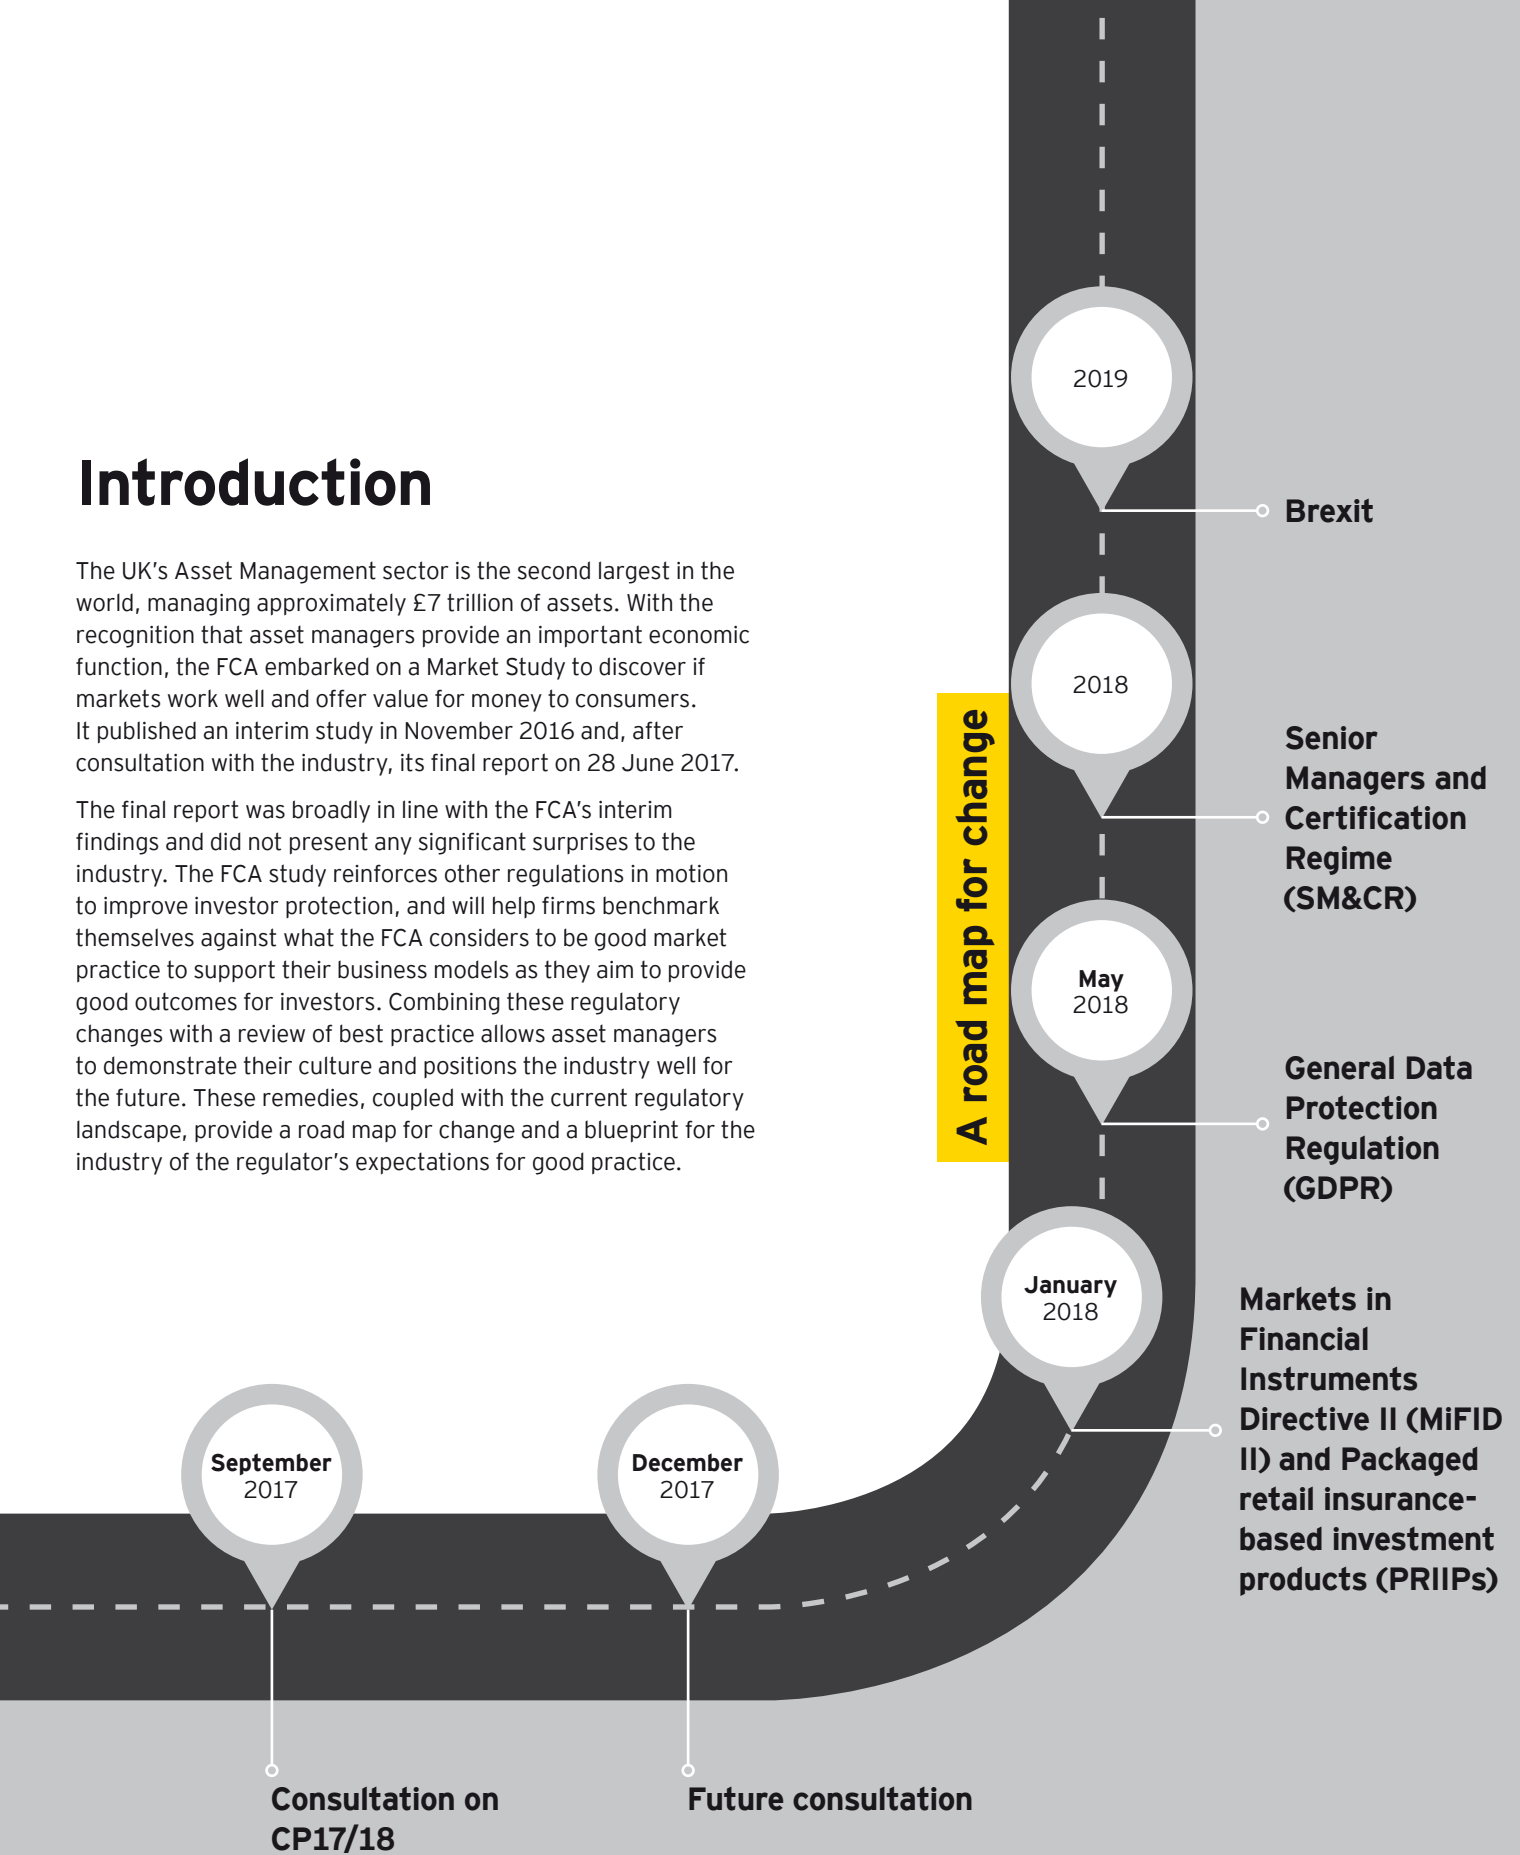 Introduction
The UK’s Asset Management sector is the second largest in the
world, managing approximately £7 trillion of assets. With the
recognition that asset managers provide an important economic
function, the FCA embarked on a Market Study to discover if
markets work well and offer value for money to consumers.
It published an interim study in November 2016 and, after
consultation with the industry, its final report on 28 June 2017.
The final report was broadly in line with the FCA’s interim
findings and did not present any significant surprises to the
industry. The FCA study reinforces other regulations in motion
to improve investor protection, and will help firms benchmark
themselves against what the FCA considers to be good market
practice to support their business models as they aim to provide
good outcomes for investors. Combining these regulatory
changes with a review of best practice allows asset managers
to demonstrate their culture and positions the industry well for
the future. These remedies, coupled with the current regulatory
landscape, provide a road map for change and a blueprint for the
industry of the regulator’s expectations for good practice.
A road map for change
2019
Brexit
2018
Senior
Managers and
Certification
Regime
(SM&CR)
May
2018
General Data
Protection
Regulation
(GDPR)
January
2018
Markets in
Financial
Instruments
Directive II (MiFID
II) and Packaged
retail insurance-
based investment
products (PRIIPs)
September
2017
Consultation on
CP17/18
December
2017
Future consultation